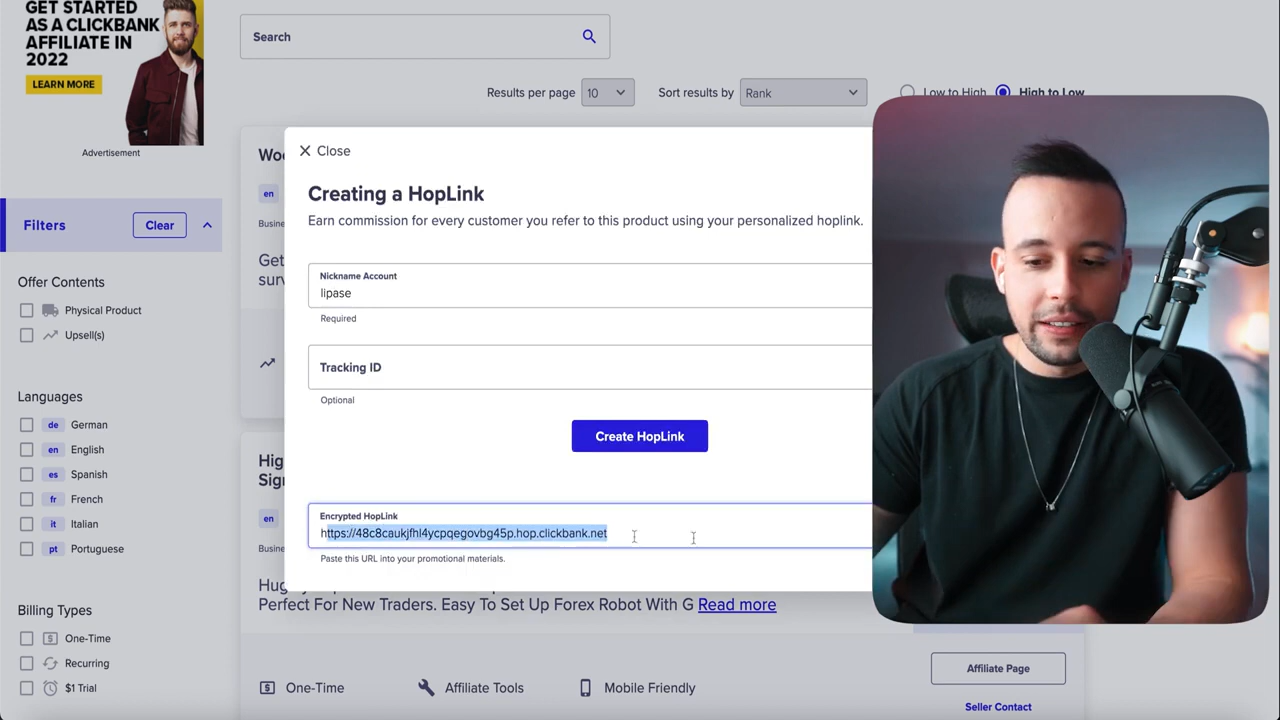 GET STARTED
AS A CLICKBANK
AFFILIATE IN
2022
LEARN MORE
Advertisement
Search
Results per page
10
Sort results by
Rank
Low to High
High to Low
Filters
Clear
Offer Contents
Physical Product
Upsell(s)
Languages
de German
en English
es Spanish
fr French
it Italian
pt Portuguese
Billing Types
One-Time
Recurring
$1 Trial
Woo
en
Busine
Get
surv
Close
Creating a HopLink
Earn commission for every customer you refer to this product using your personalized hoplink.
Nickname Account
lipase
Required
Tracking ID
Optional
Create HopLink
Encrypted HopLink
https://48c8caukjfhl4ycpqegovbg45p.hop.clickbank.net
Paste this URL into your promotional materials.
Hig
Sig
en
Busine
Perfect For New Traders. Easy To Set Up Forex Robot With G Read more
One-Time
Affiliate Tools
Mobile Friendly
Affiliate Page
Seller Contact